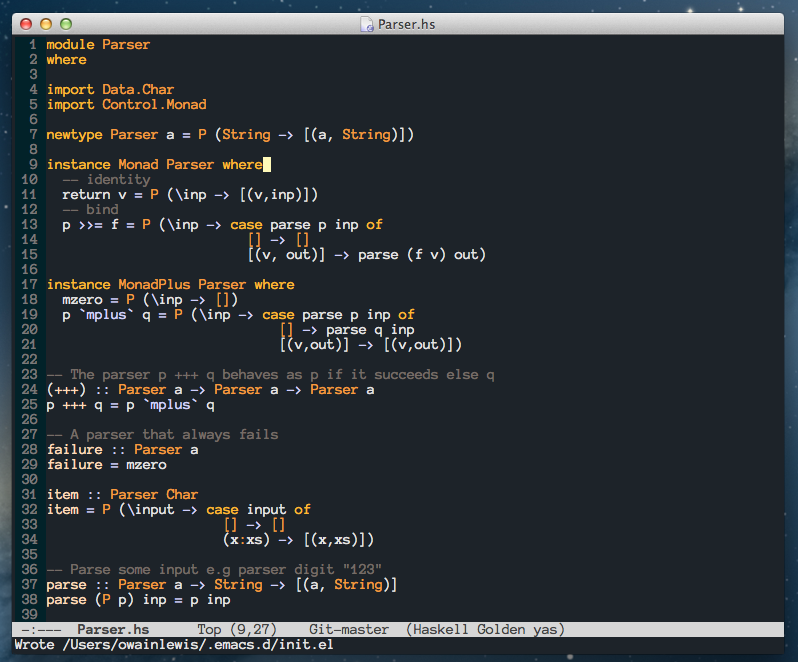 Parser.hs
1 module Parser
2 where
3
4 import Data.Char
5 import Control.Monad
6
7 newtype Parser a = P (String -> [(a, String)])
8
9 instance Monad Parser where
10   -- identity
11   return v = P (\inp -> [(v,inp)])
12   -- bind
13   p >>= f = P (\inp -> case parse p inp of
14                          [] -> []
15                          [(v, out)] -> parse (f v) out)
16
17 instance MonadPlus Parser where
18   mzero = P (\inp -> [])
19   p `mplus` q = P (\inp -> case parse p inp of
20                              [] -> parse q inp
21                              [(v,out)] -> [(v,out)])
22
23 -- The parser p +++ q behaves as p if it succeeds else q
24 (+++) :: Parser a -> Parser a -> Parser a
25 p +++ q = p `mplus` q
26
27 -- A parser that always fails
28 failure :: Parser a
29 failure = mzero
30
31 item :: Parser Char
32 item = P (\input -> case input of
33                       [] -> []
34                       (x:xs) -> [(x,xs)])
35
36 -- Parse some input e.g parser digit "123"
37 parse :: Parser a -> String -> [(a, String)]
38 parse (P p) inp = p inp
39
-:---  Parser.hs      Top (9,27)    Git-master  (Haskell Golden yas)
Wrote /Users/owainlewis/.emacs.d/init.el